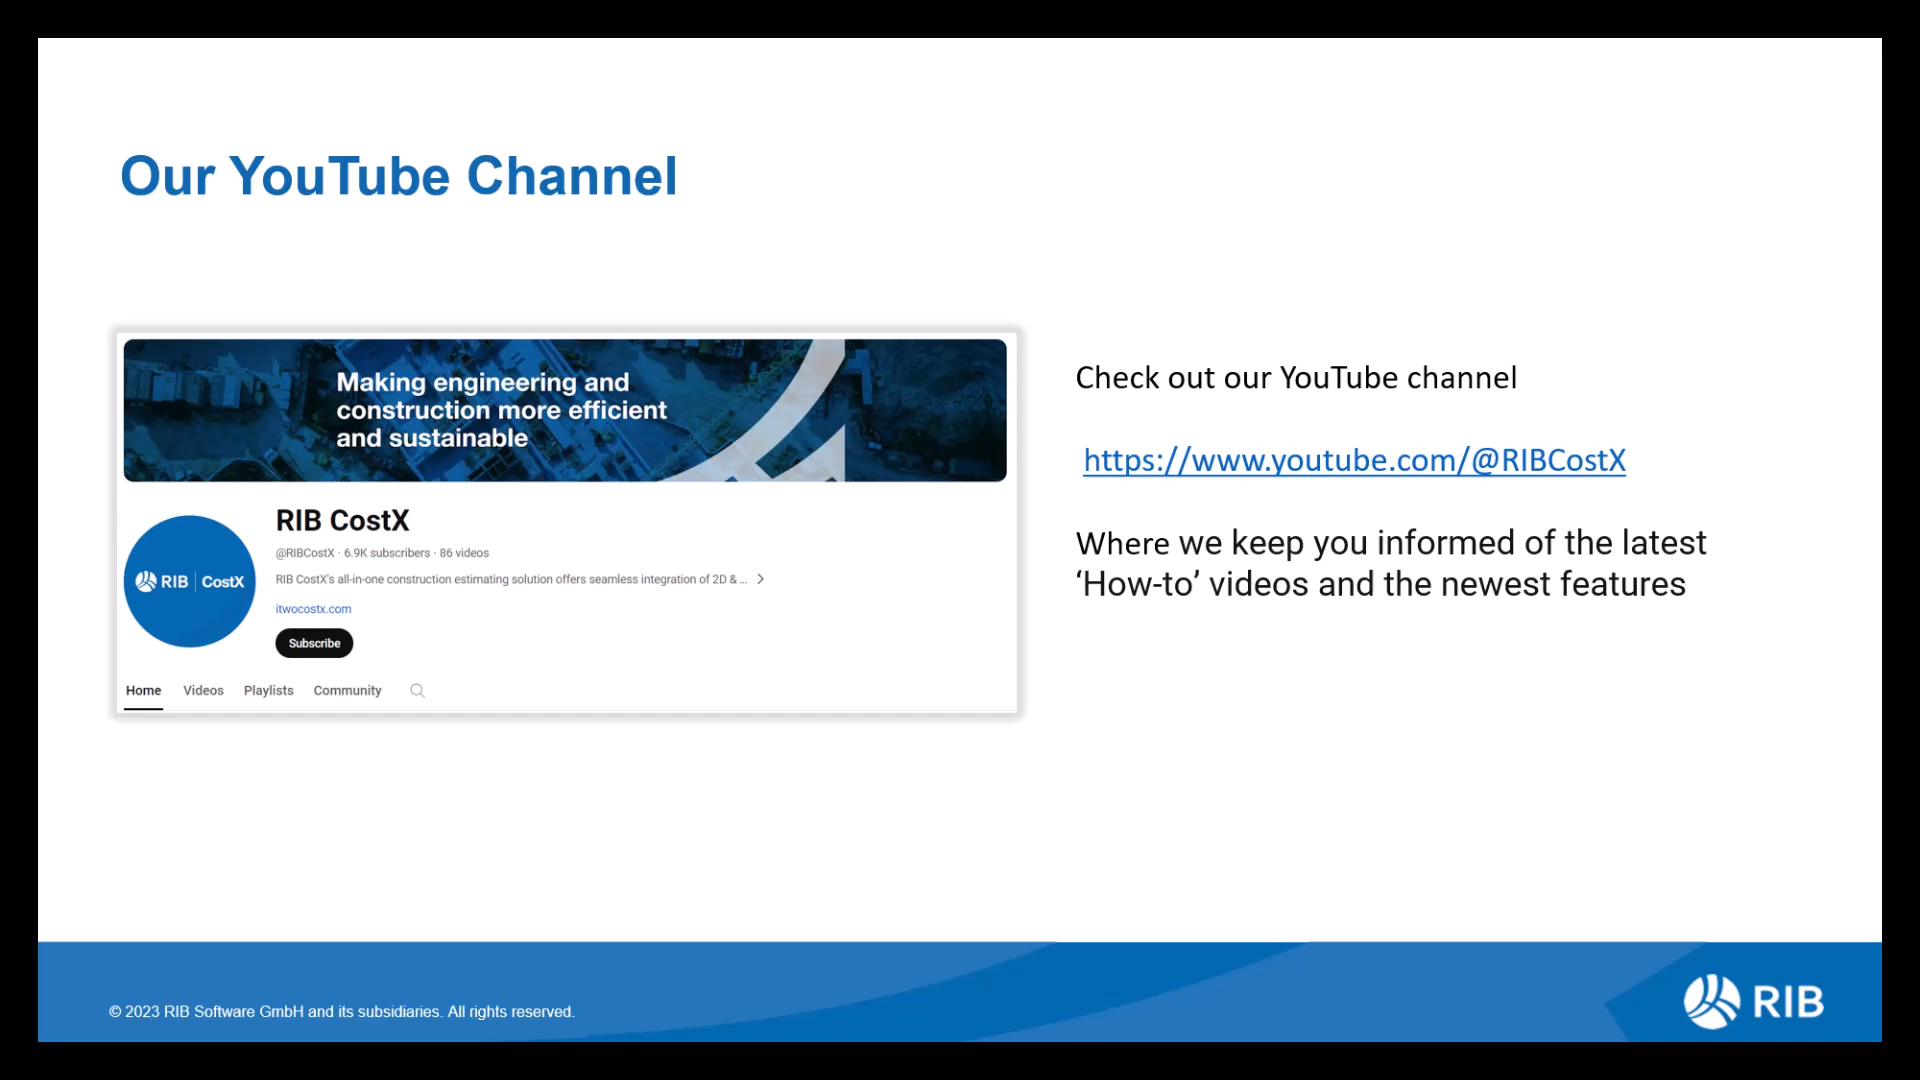 Our YouTube Channel
Making engineering and
construction more efficient
and sustainable
RIB CostX
RIB CostX
@RIBCostX · 6.9K subscribers · 86 videos
RIB CostX's all-in-one construction estimating solution offers seamless integration of 2D & ...
itwocostx.com
Subscribe
Home Videos Playlists Community
Check out our YouTube channel
https://www.youtube.com/@RIBCostX
Where we keep you informed of the latest
‘How-to’ videos and the newest features
© 2023 RIB Software GmbH and its subsidiaries. All rights reserved.
RIB